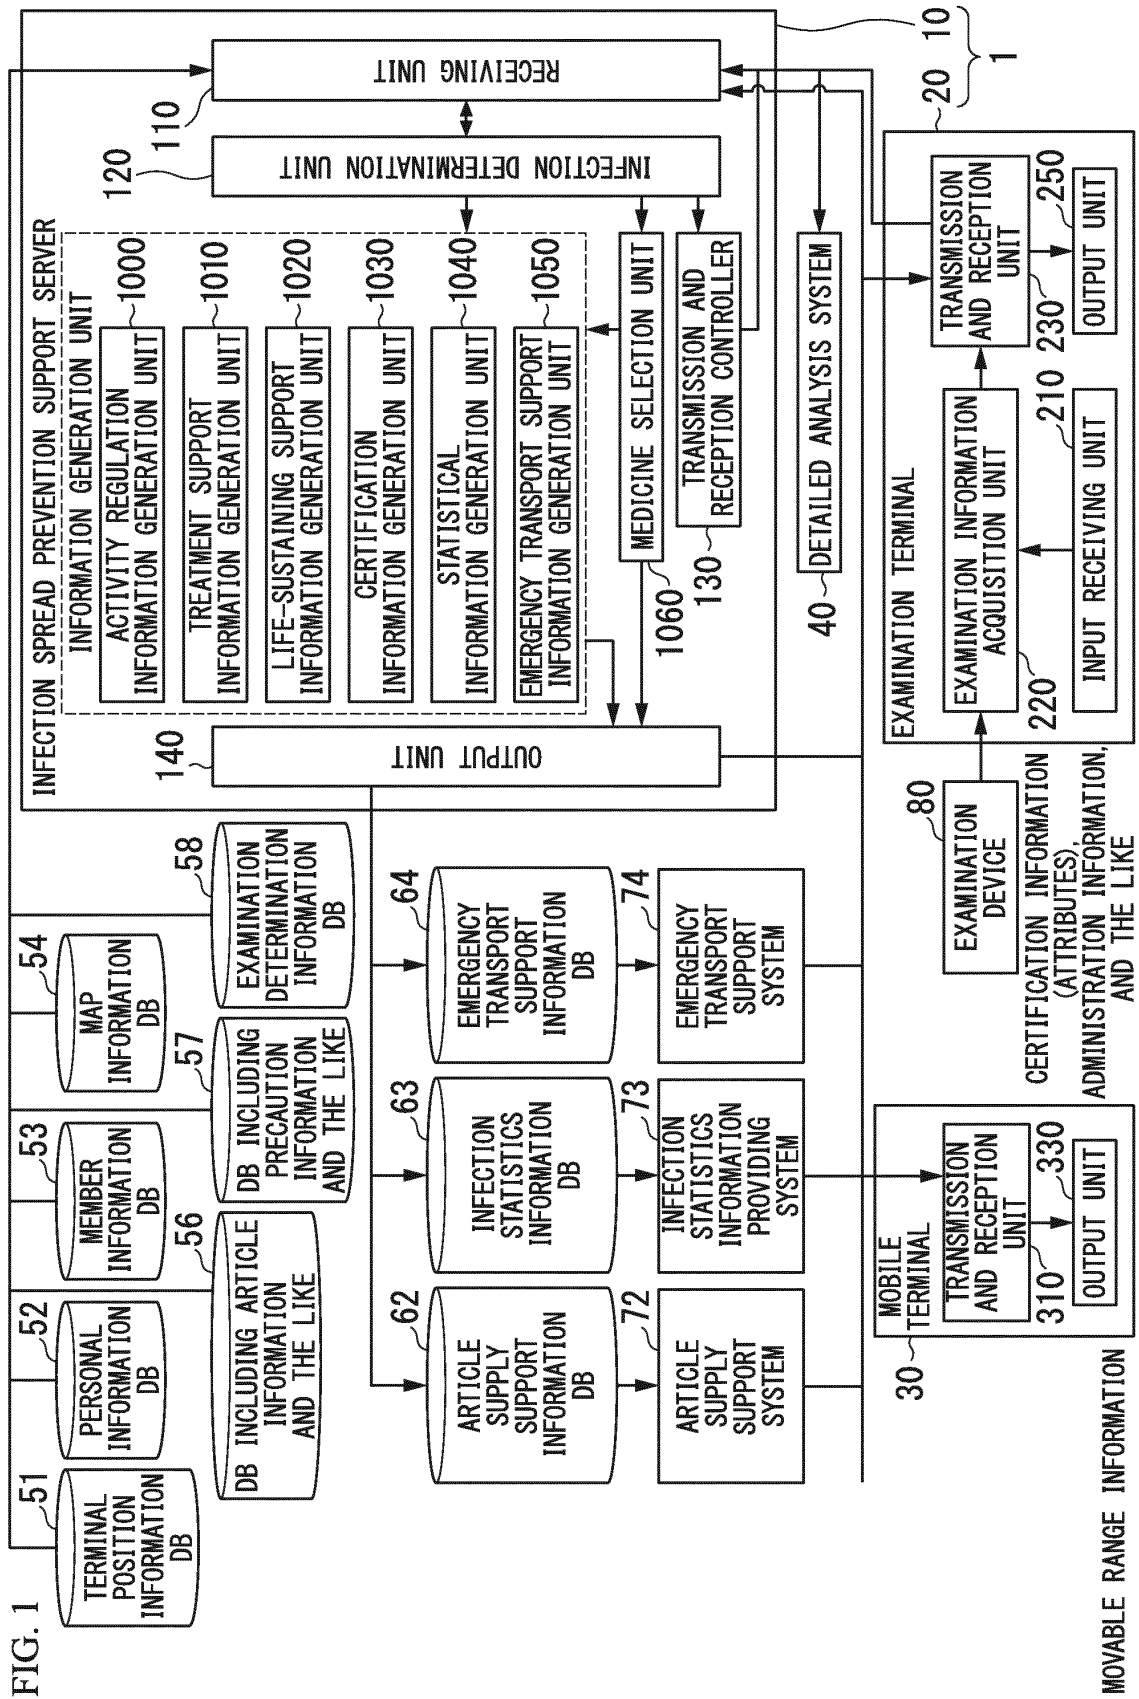 FIG. 1
51
TERMINAL
POSITION
INFORMATION
DB
52
PERSONAL
INFORMATION
DB
53
MEMBER
INFORMATION
DB
54
MAP
INFORMATION
DB
56
DB INCLUDING ARTICLE
INFORMATION
AND THE LIKE
57
DB INCLUDING
PRECAUTION
INFORMATION
AND THE LIKE
58
EXAMINATION
DETERMINATION
INFORMATION
DB
62
ARTICLE
SUPPLY
SUPPORT
INFORMATION
DB
63
INFECTION
STATISTICS
INFORMATION
DB
64
EMERGENCY
TRANSPORT
SUPPORT
INFORMATION
DB
72
ARTICLE
SUPPLY
SUPPORT
SYSTEM
73
INFECTION
STATISTICS
INFORMATION
PROVIDING
SYSTEM
74
EMERGENCY
TRANSPORT
SUPPORT
SYSTEM
INFECTION SPREAD PREVENTION SUPPORT SERVER
INFORMATION GENERATION UNIT
ACTIVITY REGULATION
INFORMATION GENERATION UNIT
1000
TREATMENT SUPPORT
INFORMATION GENERATION UNIT
1010
LIFE-SUSTAINING SUPPORT
INFORMATION GENERATION UNIT
1020
CERTIFICATION
INFORMATION GENERATION UNIT
1030
STATISTICAL
INFORMATION GENERATION UNIT
1040
EMERGENCY TRANSPORT SUPPORT
INFORMATION GENERATION UNIT
1050
140
OUTPUT UNIT
120
INFECTION DETERMINATION UNIT
110
RECEIVING UNIT
MEDICINE SELECTION UNIT
1060
TRANSMISSION AND
RECEPTION CONTROLLER
130
DETAILED ANALYSIS SYSTEM
40
10
20
1
MOBILE
TERMINAL
30
TRANSMISSION
AND RECEPTION
UNIT
310
OUTPUT UNIT
330
MOVABLE RANGE INFORMATION
CERTIFICATION INFORMATION
(ATTRIBUTES),
ADMINISTRATION INFORMATION,
AND THE LIKE
80
EXAMINATION
DEVICE
EXAMINATION TERMINAL
EXAMINATION INFORMATION
ACQUISITION UNIT
220
INPUT RECEIVING UNIT
210
TRANSMISSION
AND RECEPTION
UNIT
230
OUTPUT UNIT
250